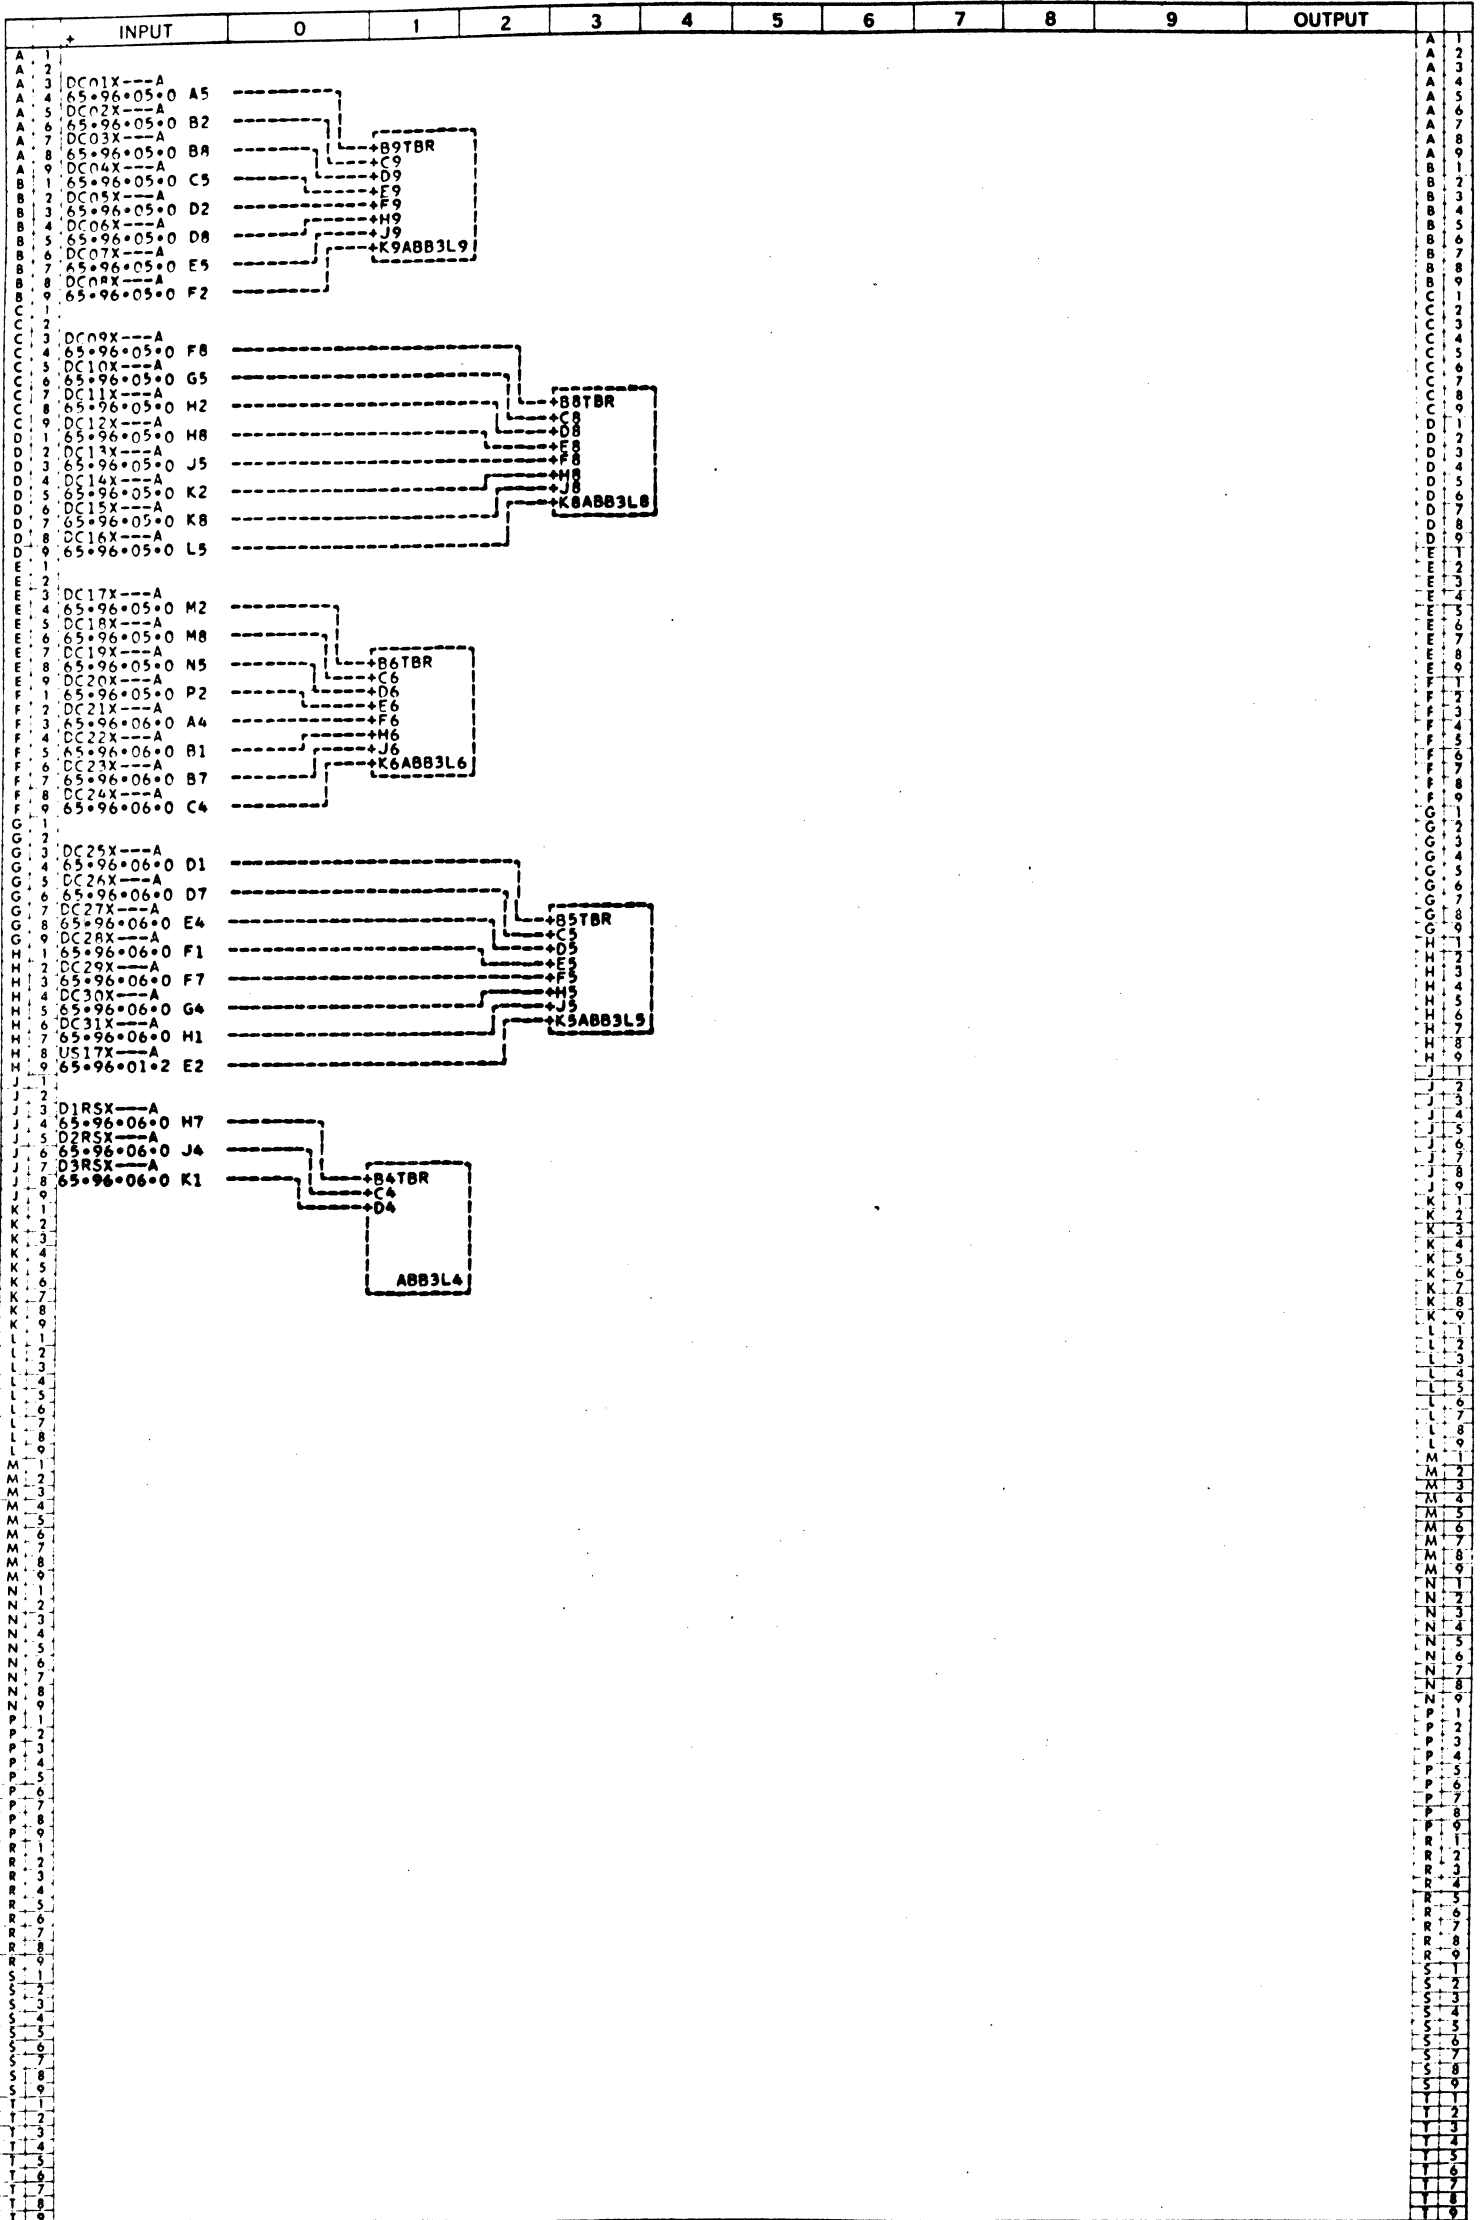 INPUT 0 1 2 3 4 5 6 7 8 9 OUTPUT
DC01X---A
65•96•05•0 A5
DC02X---A
65•96•05•0 B2
DC03X---A
65•96•05•0 B8
DC04X---A
65•96•05•0 C5
DC05X---A
65•96•05•0 D2
DC06X---A
65•96•05•0 D8
DC07X---A
65•96•05•0 E5
DC08X---A
65•96•05•0 F2
+B9TBR
+C9
+D9
+E9
+F9
+H9
+J9
+K9ABB3L9
DC09X---A
65•96•05•0 F8
DC10X---A
65•96•05•0 G5
DC11X---A
65•96•05•0 H2
DC12X---A
65•96•05•0 H8
DC13X---A
65•96•05•0 J5
DC14X---A
65•96•05•0 K2
DC15X---A
65•96•05•0 K8
DC16X---A
65•96•05•0 L5
+B8TBR
+C8
+D8
+E8
+F8
+H8
+J8
+K8ABB3L8
DC17X---A
65•96•05•0 M2
DC18X---A
65•96•05•0 M8
DC19X---A
65•96•05•0 N5
DC20X---A
65•96•05•0 P2
DC21X---A
65•96•06•0 A4
DC22X---A
65•96•06•0 B1
DC23X---A
65•96•06•0 B7
DC24X---A
65•96•06•0 C4
+B6TBR
+C6
+D6
+E6
+F6
+H6
+J6
+K6ABB3L6
DC25X---A
65•96•06•0 D1
DC26X---A
65•96•06•0 D7
DC27X---A
65•96•06•0 E4
DC28X---A
65•96•06•0 F1
DC29X---A
65•96•06•0 F7
DC30X---A
65•96•06•0 G4
DC31X---A
65•96•06•0 H1
US17X---A
65•96•01•2 E2
+B5TBR
+C5
+D5
+E5
+F5
+H5
+J5
+K5ABB3L5
D1RSX---A
65•96•06•0 H7
D2RSX---A
65•96•06•0 J4
D3RSX---A
65•96•06•0 K1
+B4TBR
+C4
+D4
ABB3L4